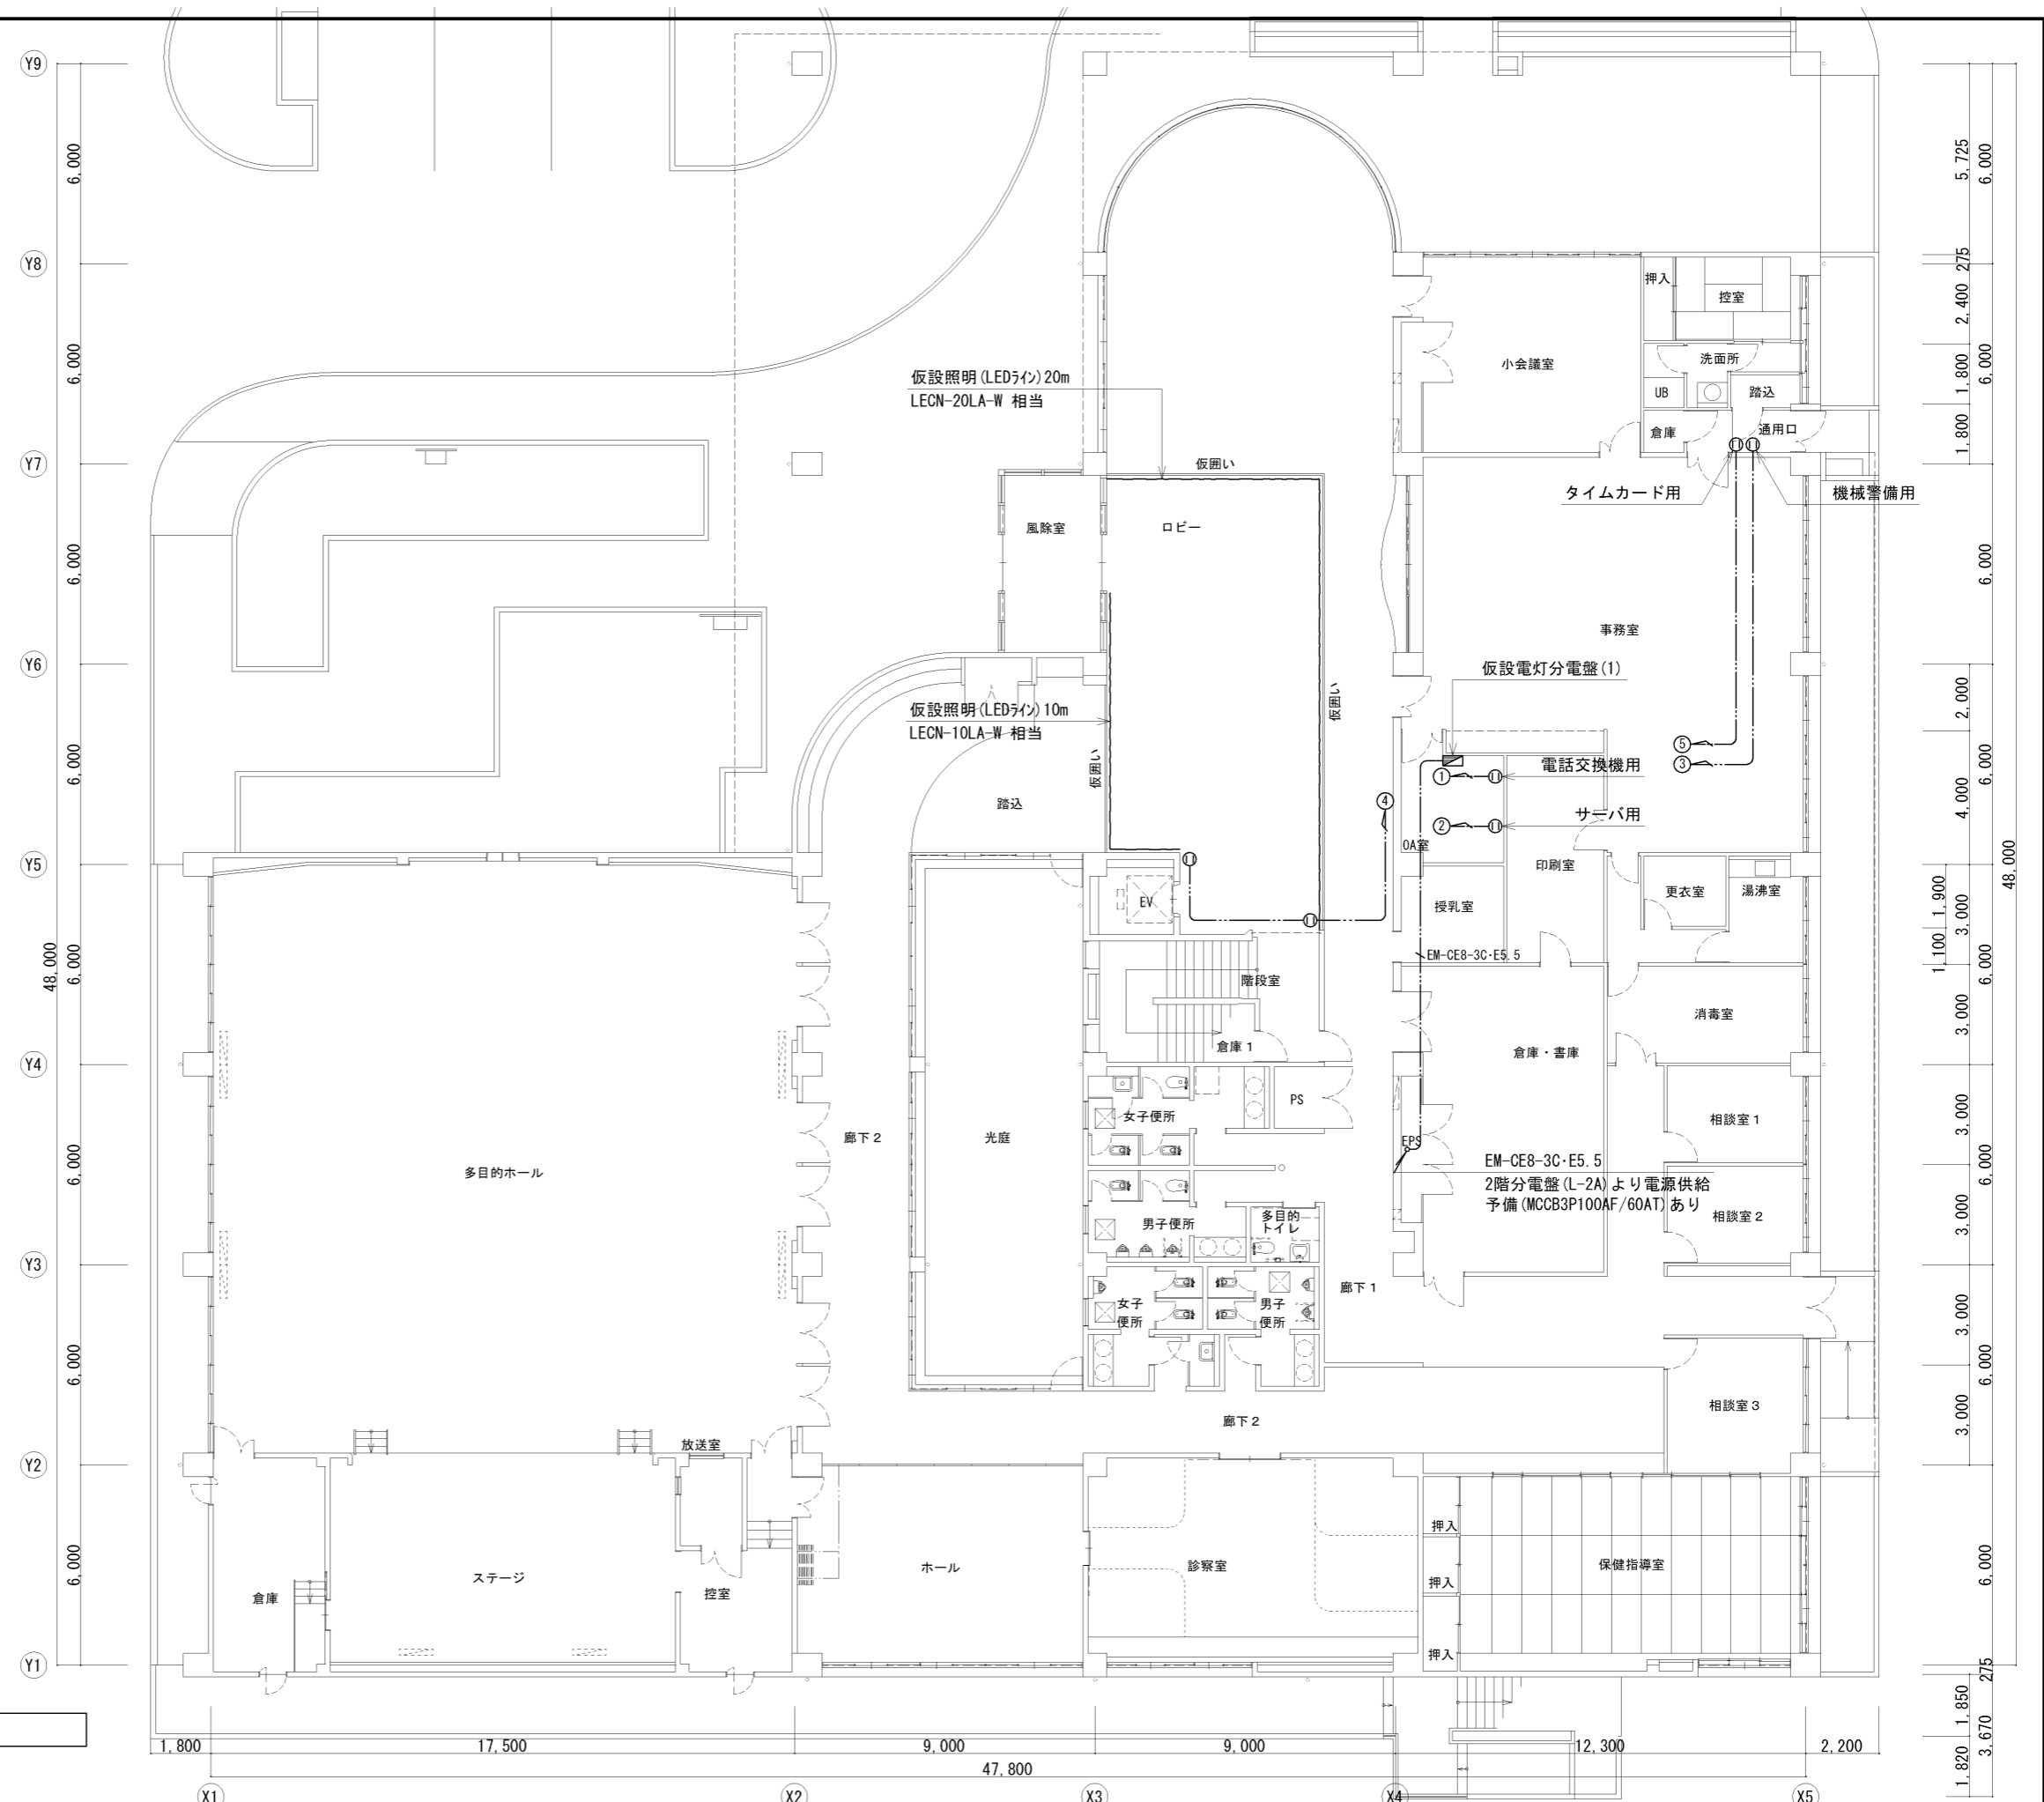 Y9
Y8
Y7
Y6
Y5
Y4
Y3
Y2
Y1
6,000
6,000
6,000
6,000
6,000
6,000
6,000
6,000
48,000
5,725
6,000
275
2,400
1,800
6,000
1,800
6,000
2,000
6,000
4,000
48,000
1,900
3,000
1,100
6,000
3,000
3,000
6,000
3,000
3,000
6,000
3,000
6,000
275
1,850
3,670
1,820
押入
控室
洗面所
小会議室
UB
踏込
倉庫
通用口
仮設照明(LEDライン)20m
LECN-20LA-W 相当
仮囲い
タイムカード用
機械警備用
風除室
ロビー
事務室
仮設電灯分電盤(1)
仮囲い
仮設照明(LEDライン)10m
LECN-10LA-W 相当
仮囲い
⑤
③
①
電話交換機用
踏込
④
②
サーバ用
OA室
印刷室
EV
授乳室
更衣室
湯沸室
EM-CE8-3C・E5.5
階段室
消毒室
倉庫1
倉庫・書庫
PS
女子便所
相談室1
廊下2
光庭
EPS
多目的ホール
EM-CE8-3C・E5.5
2階分電盤(L-2A)より電源供給
予備(MCCB3P100AF/60AT)あり
男子便所
多目的
トイレ
相談室2
廊下1
女子
便所
男子
便所
相談室3
廊下2
放送室
押入
ステージ
ホール
診察室
保健指導室
押入
倉庫
控室
押入
1,800
17,500
9,000
9,000
12,300
2,200
47,800
X1
X2
X3
X4
X5